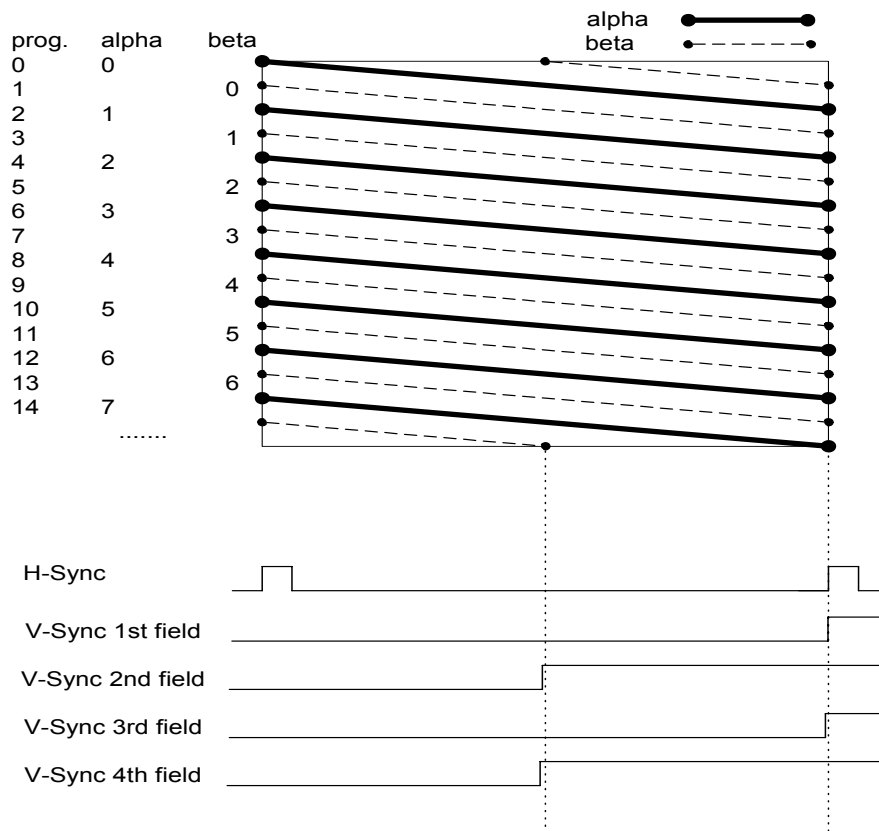 alpha
beta
prog. alpha beta
0 0
1 0
2 1
3 1
4 2
5 2
6 3
7 3
8 4
9 4
10 5
11 5
12 6
13 6
14 7
.......
H-Sync
V-Sync 1st field
V-Sync 2nd field
V-Sync 3rd field
V-Sync 4th field